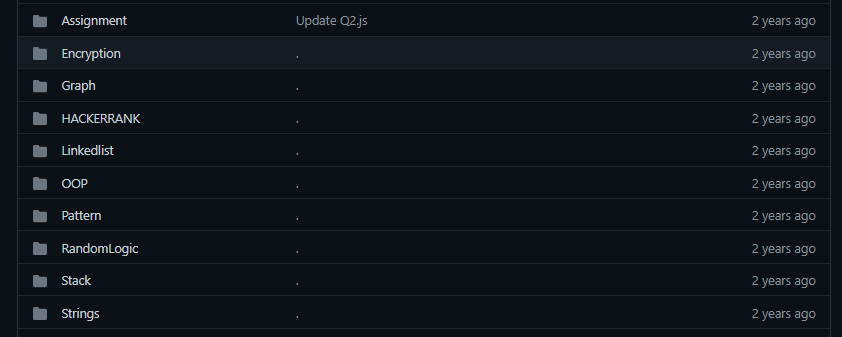 Assignment Update Q2.js 2 years ago
Encryption . 2 years ago
Graph . 2 years ago
HACKERRANK . 2 years ago
Linkedlist . 2 years ago
OOP . 2 years ago
Pattern . 2 years ago
RandomLogic . 2 years ago
Stack . 2 years ago
Strings . 2 years ago